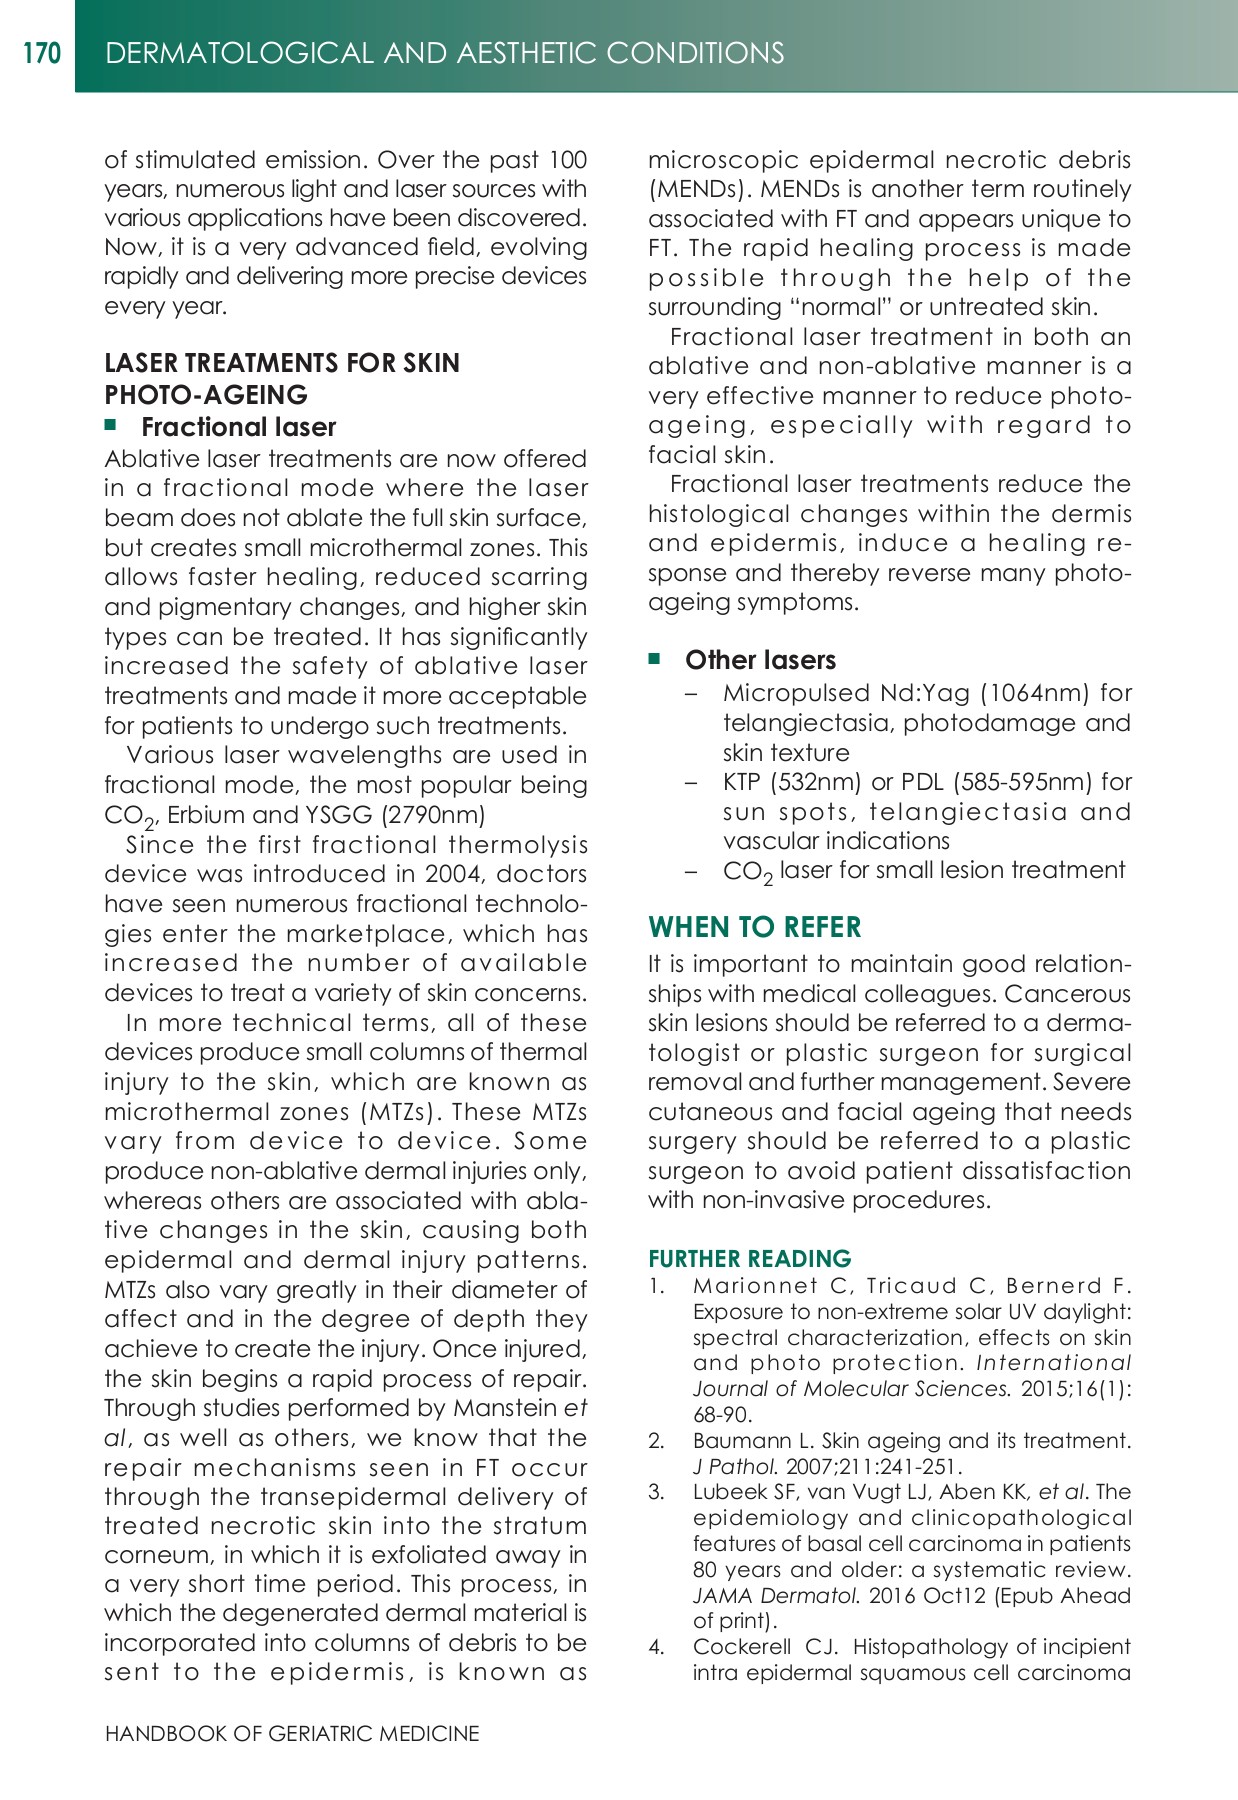 170
DERMATOLOGICAL AND AESTHETIC CONDITIONS
of stimulated emission. Over the past 100
years, numerous light and laser sources with
various applications have been discovered.
Now, it is a very advanced field, evolving
rapidly and delivering more precise devices
every year.
LASER TREATMENTS FOR SKIN
PHOTO-AGEING
■ Fractional laser
Ablative laser treatments are now offered
in a fractional mode where the laser
beam does not ablate the full skin surface,
but creates small microthermal zones. This
allows faster healing, reduced scarring
and pigmentary changes, and higher skin
types can be treated. It has significantly
increased the safety of ablative laser
treatments and made it more acceptable
for patients to undergo such treatments.
Various laser wavelengths are used in
fractional mode, the most popular being
CO₂, Erbium and YSGG (2790nm)
Since the first fractional thermolysis
device was introduced in 2004, doctors
have seen numerous fractional technolo-
gies enter the marketplace, which has
increased the number of available
devices to treat a variety of skin concerns.
In more technical terms, all of these
devices produce small columns of thermal
injury to the skin, which are known as
microthermal zones (MTZs). These MTZs
vary from device to device. Some
produce non-ablative dermal injuries only,
whereas others are associated with abla-
tive changes in the skin, causing both
epidermal and dermal injury patterns.
MTZs also vary greatly in their diameter of
affect and in the degree of depth they
achieve to create the injury. Once injured,
the skin begins a rapid process of repair.
Through studies performed by Manstein et
al, as well as others, we know that the
repair mechanisms seen in FT occur
through the transepidermal delivery of
treated necrotic skin into the stratum
corneum, in which it is exfoliated away in
a very short time period. This process, in
which the degenerated dermal material is
incorporated into columns of debris to be
sent to the epidermis, is known as
microscopic epidermal necrotic debris
(MENDs). MENDs is another term routinely
associated with FT and appears unique to
FT. The rapid healing process is made
possible through the help of the
surrounding “normal” or untreated skin.
Fractional laser treatment in both an
ablative and non-ablative manner is a
very effective manner to reduce photo-
ageing, especially with regard to
facial skin.
Fractional laser treatments reduce the
histological changes within the dermis
and epidermis, induce a healing re-
sponse and thereby reverse many photo-
ageing symptoms.
■ Other lasers
– Micropulsed Nd:Yag (1064nm) for
telangiectasia, photodamage and
skin texture
– KTP (532nm) or PDL (585-595nm) for
sun spots, telangiectasia and
vascular indications
– CO₂ laser for small lesion treatment
WHEN TO REFER
It is important to maintain good relation-
ships with medical colleagues. Cancerous
skin lesions should be referred to a derma-
tologist or plastic surgeon for surgical
removal and further management. Severe
cutaneous and facial ageing that needs
surgery should be referred to a plastic
surgeon to avoid patient dissatisfaction
with non-invasive procedures.
FURTHER READING
1. Marionnet C, Tricaud C, Bernerd F.
Exposure to non-extreme solar UV daylight:
spectral characterization, effects on skin
and photo protection. International
Journal of Molecular Sciences. 2015;16(1):
68-90.
2. Baumann L. Skin ageing and its treatment.
J Pathol. 2007;211:241-251.
3. Lubeek SF, van Vugt LJ, Aben KK, et al. The
epidemiology and clinicopathological
features of basal cell carcinoma in patients
80 years and older: a systematic review.
JAMA Dermatol. 2016 Oct12 (Epub Ahead
of print).
4. Cockerell CJ. Histopathology of incipient
intra epidermal squamous cell carcinoma
HANDBOOK OF GERIATRIC MEDICINE